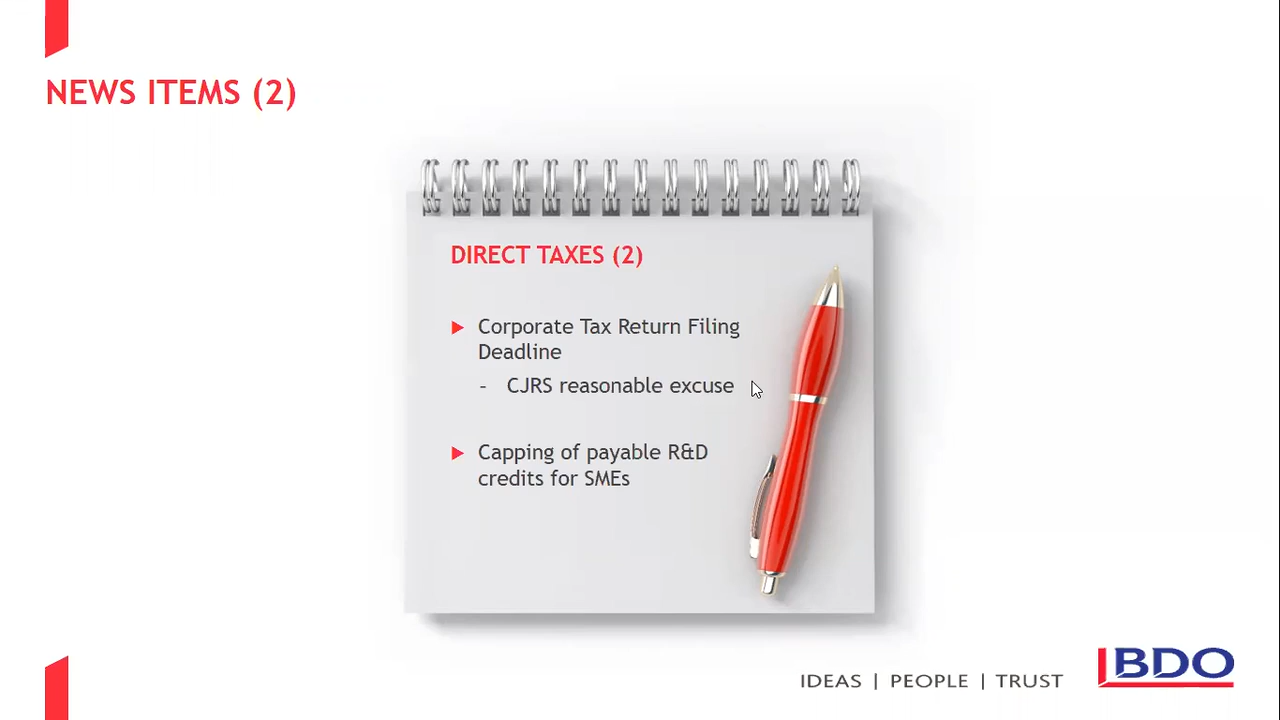 NEWS ITEMS (2)
DIRECT TAXES (2)
► Corporate Tax Return Filing
Deadline
- CJRS reasonable excuse
► Capping of payable R&D
credits for SMEs
IDEAS | PEOPLE | TRUST
BDO